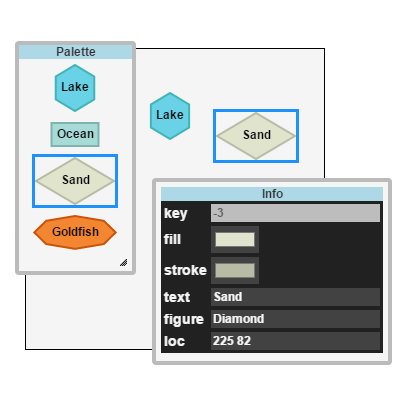 Palette
Lake
Ocean
Sand
Goldfish
Lake
Sand
Info
key -3
fill
stroke
text Sand
figure Diamond
loc 225 82